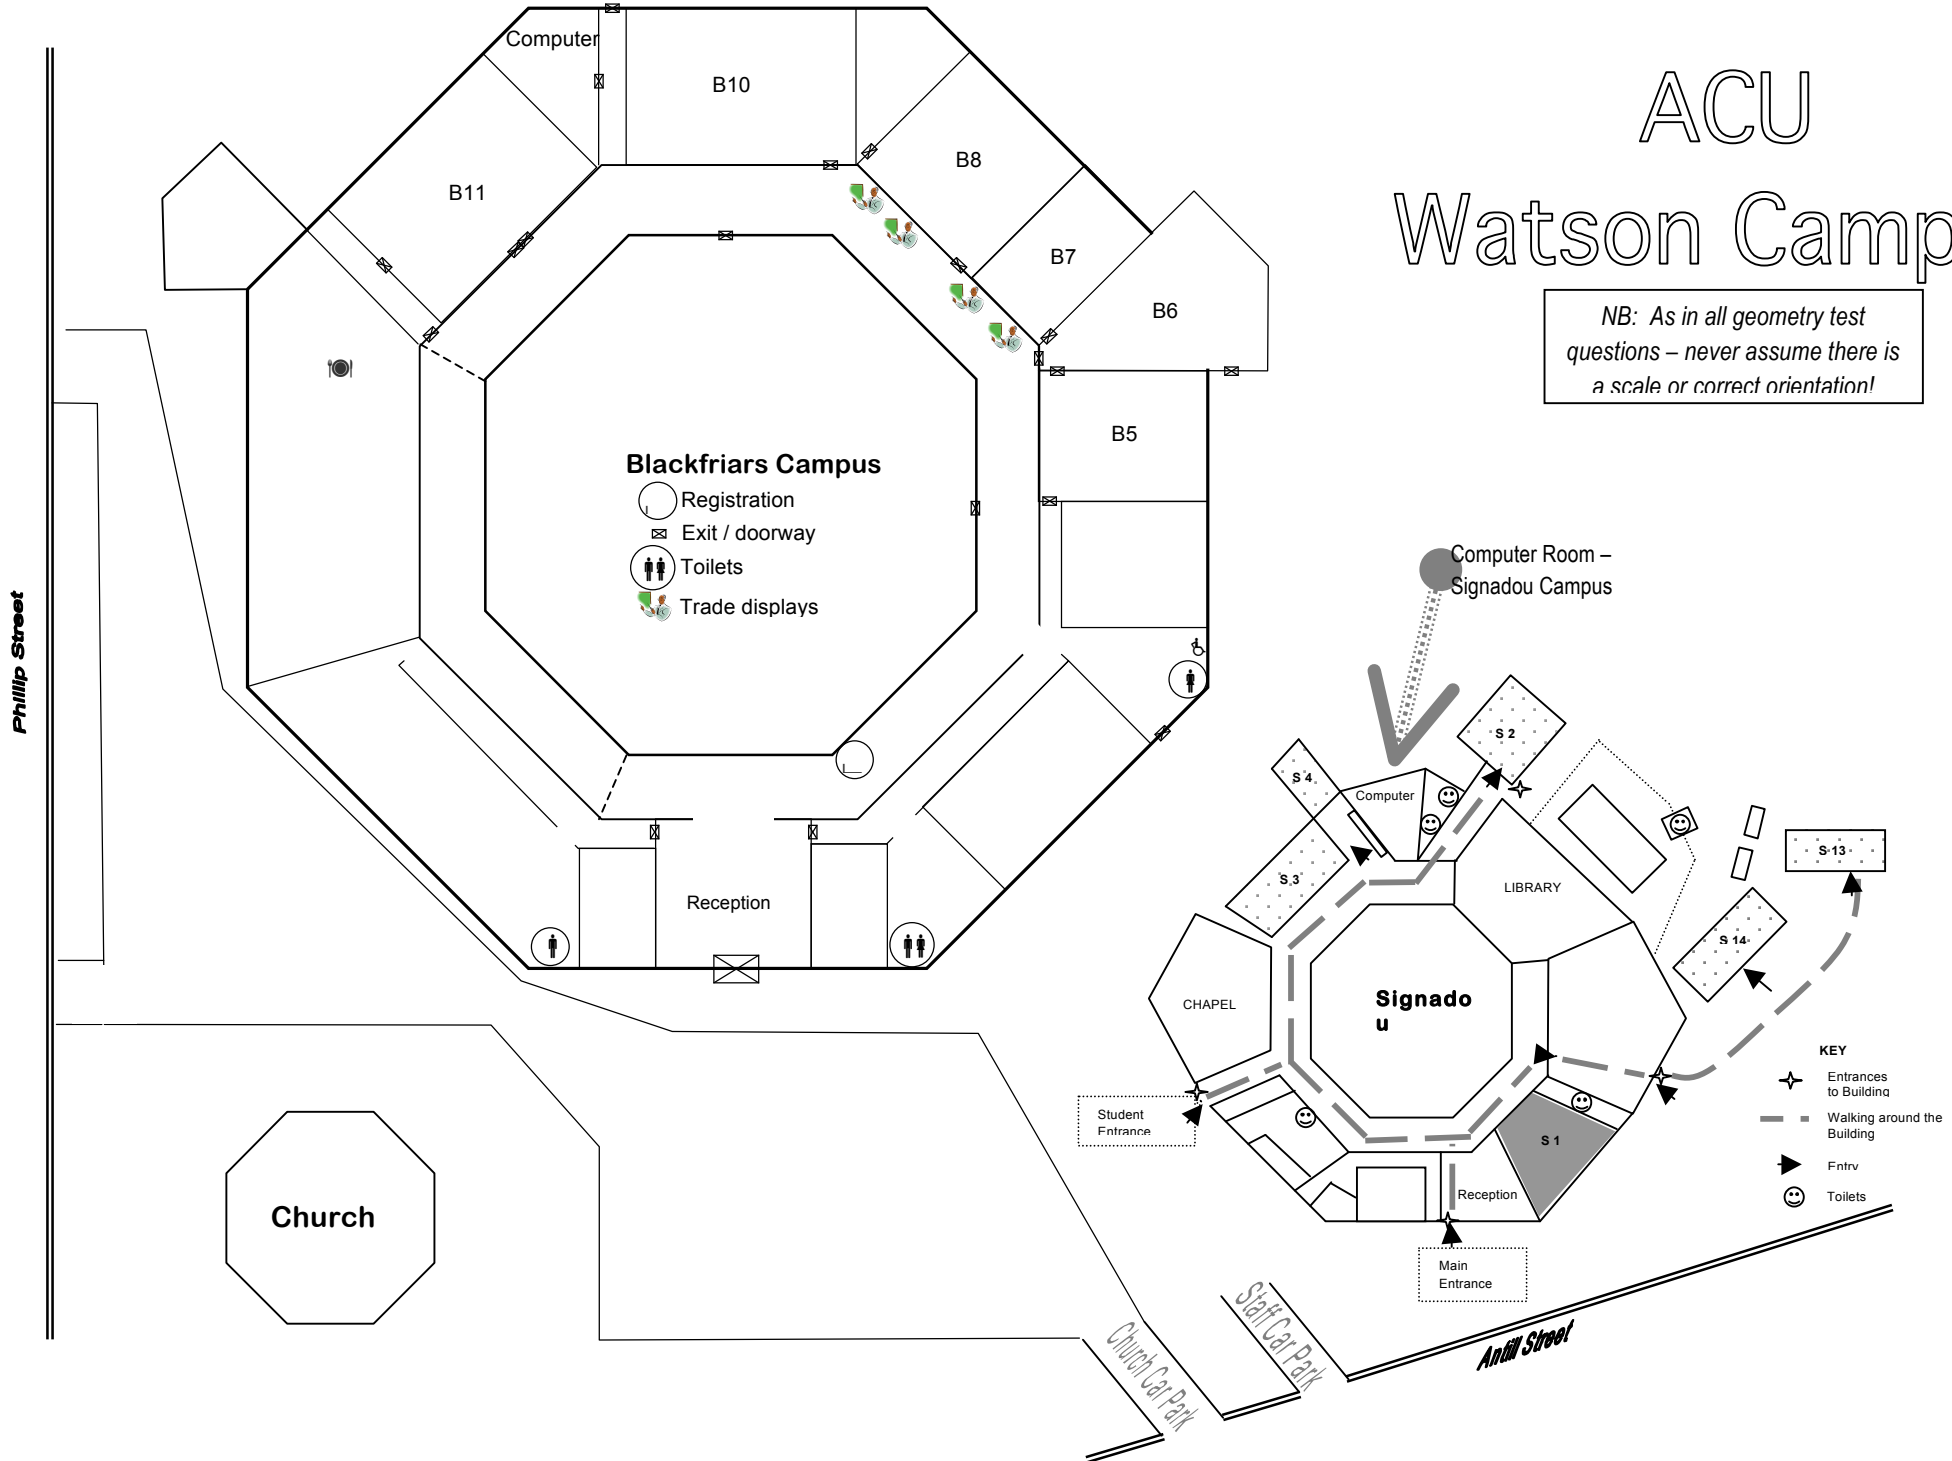 ACU
Watson Camp
NB: As in all geometry test
questions – never assume there is
a scale or correct orientation!
Computer
B10
B11
B8
B7
B6
B5
Blackfriars Campus
Registration
Exit / doorway
Toilets
Trade displays
Reception
Phillip Street
Church
Computer Room –
Signadou Campus
S 2
S 4
Computer
S 3
LIBRARY
S 13
S 14
CHAPEL
Signado
u
Student
Entrance
S 1
Reception
Main
Entrance
KEY
Entrances
to Building
Walking around the
Building
Entry
Toilets
Staff Car Park
Church Car Park
Antill Street